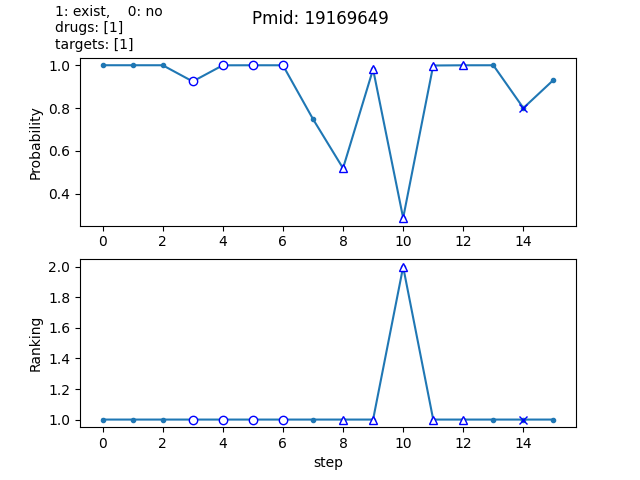 1: exist,    0: no
drugs: [1]
targets: [1]
Pmid: 19169649
Probability
1.0
0.8
0.6
0.4
0 2 4 6 8 10 12 14
Ranking
2.0
1.8
1.6
1.4
1.2
1.0
0 2 4 6 8 10 12 14
step